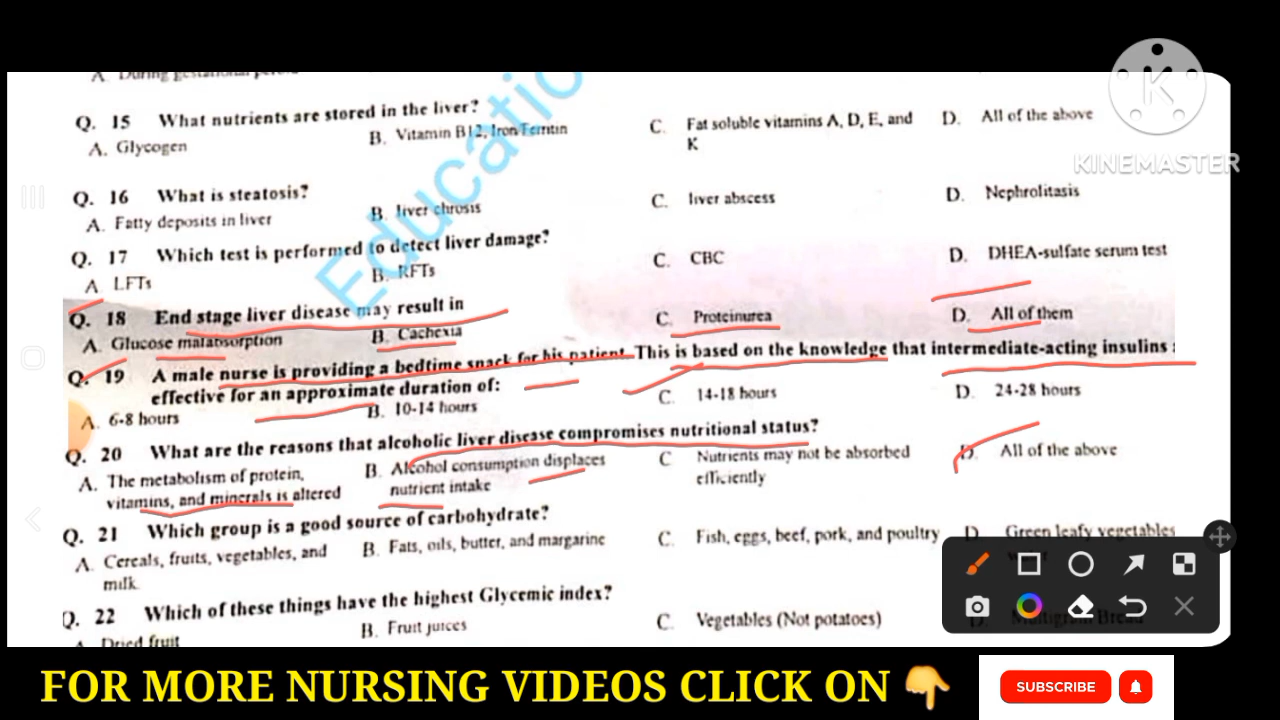 Education
KINEMASTER
Q. 15 What nutrients are stored in the liver?
A. Glycogen B. Vitamin B12, Iron Ferritin C. Fat soluble vitamins A, D, E, and K D. All of the above
Q. 16 What is steatosis?
A. Fatty deposits in liver B. liver chrosis C. liver abscess D. Nephrolitasis
Q. 17 Which test is performed to detect liver damage?
A. LFTs B. RFTs C. CBC D. DHEA-sulfate serum test
Q. 18 End stage liver disease may result in
A. Glucose malabsorption B. Cachexia C. Proteinurea D. All of them
Q. 19 A male nurse is providing a bedtime snack for his patient. This is based on the knowledge that intermediate-acting insulins
effective for an approximate duration of:
A. 6-8 hours B. 10-14 hours C. 14-18 hours D. 24-28 hours
Q. 20 What are the reasons that alcoholic liver disease compromises nutritional status?
A. The metabolism of protein, vitamins, and minerals is altered B. Alcohol consumption displaces nutrient intake C Nutrients may not be absorbed efficiently D. All of the above
Q. 21 Which group is a good source of carbohydrate?
A. Cereals, fruits, vegetables, and milk B. Fats, oils, butter, and margarine C. Fish, eggs, beef, pork, and poultry D. Green leafy vegetables
Q. 22 Which of these things have the highest Glycemic index?
A. Dried fruit B. Fruit juices C. Vegetables (Not potatoes) D.
FOR MORE NURSING VIDEOS CLICK ON
SUBSCRIBE